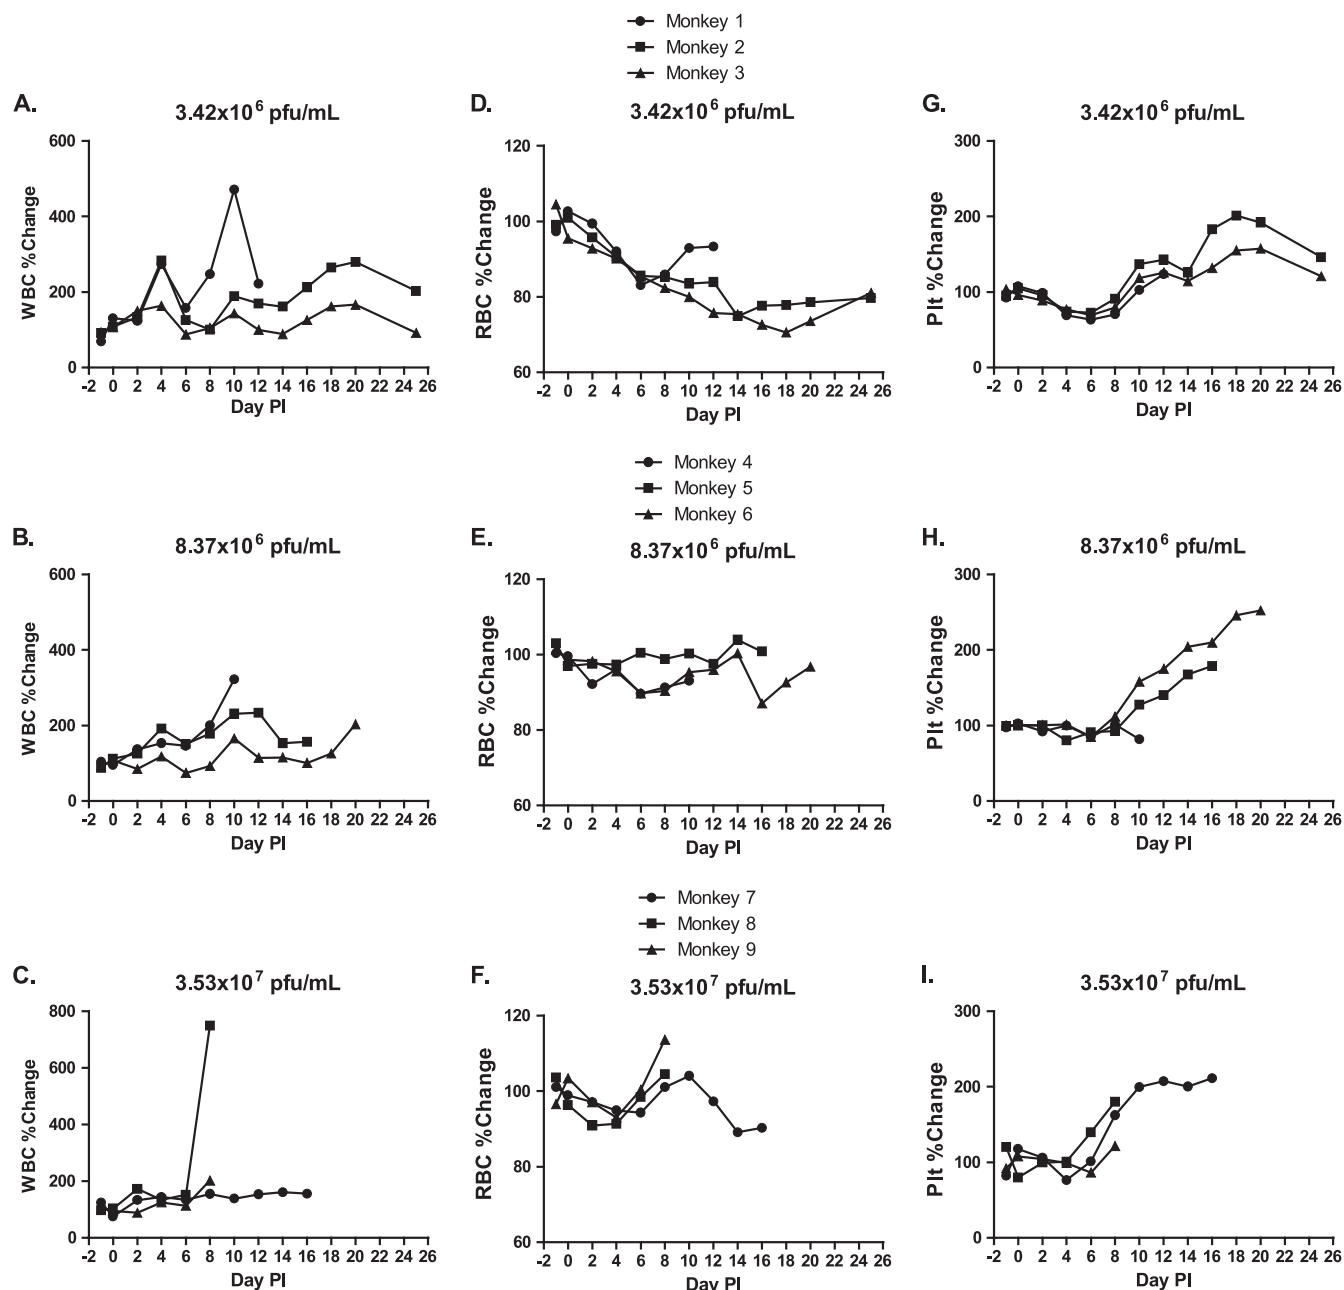 Monkey 1
Monkey 2
Monkey 3
A.
3.42x10⁶ pfu/mL
WBC %Change
600
400
200
0
-2 0 2 4 6 8 10 12 14 16 18 20 22 24 26
Day PI
D.
3.42x10⁶ pfu/mL
RBC %Change
120
100
80
60
-2 0 2 4 6 8 10 12 14 16 18 20 22 24 26
Day PI
G.
3.42x10⁶ pfu/mL
Plt %Change
300
200
100
0
-2 0 2 4 6 8 10 12 14 16 18 20 22 24 26
Day PI
Monkey 4
Monkey 5
Monkey 6
B.
8.37x10⁶ pfu/mL
WBC %Change
600
400
200
0
-2 0 2 4 6 8 10 12 14 16 18 20 22 24 26
Day PI
E.
8.37x10⁶ pfu/mL
RBC %Change
120
100
80
60
-2 0 2 4 6 8 10 12 14 16 18 20 22 24 26
Day PI
H.
8.37x10⁶ pfu/mL
Plt %Change
300
200
100
0
-2 0 2 4 6 8 10 12 14 16 18 20 22 24 26
Day PI
Monkey 7
Monkey 8
Monkey 9
C.
3.53x10⁷ pfu/mL
WBC %Change
800
600
400
200
0
-2 0 2 4 6 8 10 12 14 16 18 20 22 24 26
Day PI
F.
3.53x10⁷ pfu/mL
RBC %Change
120
100
80
60
-2 0 2 4 6 8 10 12 14 16 18 20 22 24 26
Day PI
I.
3.53x10⁷ pfu/mL
Plt %Change
300
200
100
0
-2 0 2 4 6 8 10 12 14 16 18 20 22 24 26
Day PI